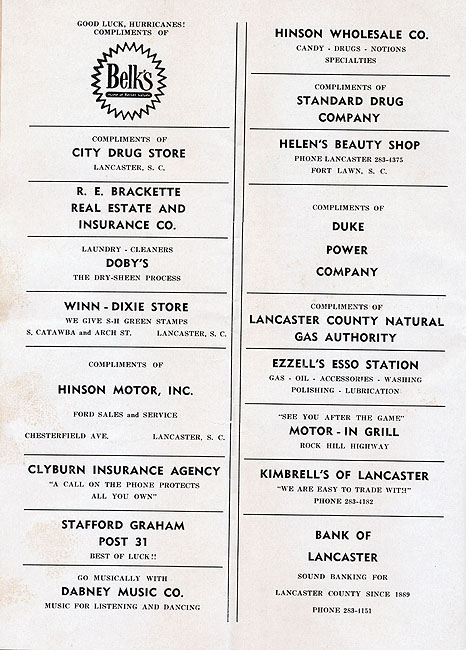 GOOD LUCK, HURRICANES!
COMPLIMENTS OF
Belk's
CITY DRUG STORE
COMPLIMENTS OF
LANCASTER, S. C.
R. E. BRACKETTE
REAL ESTATE AND
INSURANCE CO.
LAUNDRY - CLEANERS
DOBY'S
THE DRY-SHEEN PROCESS
WINN - DIXIE STORE
WE GIVE S-H GREEN STAMPS
S. CATAWBA and ARCH ST. LANCASTER, S. C.
COMPLIMENTS OF
HINSON MOTOR, INC.
FORD SALES and SERVICE
CHESTERFIELD AVE. LANCASTER, S. C.
CLYBURN INSURANCE AGENCY
"A CALL ON THE PHONE PROTECTS
ALL YOU OWN"
STAFFORD GRAHAM
POST 31
BEST OF LUCK!!
GO MUSICALLY WITH
DABNEY MUSIC CO.
MUSIC FOR LISTENING AND DANCING
HINSON WHOLESALE CO.
CANDY - DRUGS - NOTIONS
SPECIALTIES
COMPLIMENTS OF
STANDARD DRUG
COMPANY
HELEN'S BEAUTY SHOP
PHONE LANCASTER 283-4375
FORT LAWN, S. C.
COMPLIMENTS OF
DUKE
POWER
COMPANY
COMPLIMENTS OF
LANCASTER COUNTY NATURAL
GAS AUTHORITY
EZZELL'S ESSO STATION
GAS - OIL - ACCESSORIES - WASHING
POLISHING - LUBRICATION
"SEE YOU AFTER THE GAME"
MOTOR - IN GRILL
ROCK HILL HIGHWAY
KIMBRELL'S OF LANCASTER
"WE ARE EASY TO TRADE WITH"
PHONE 283-4182
BANK OF
LANCASTER
SOUND BANKING FOR
LANCASTER COUNTY SINCE 1889
PHONE 283-4151